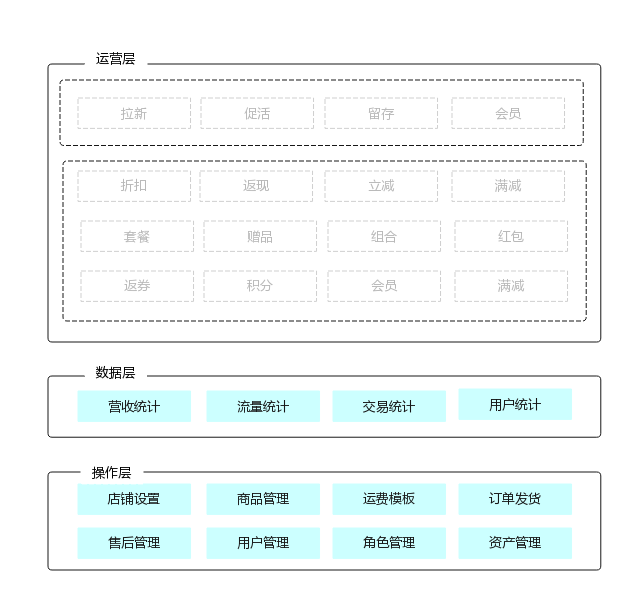 运营层
拉新 促活 留存 会员
折扣 返现 立减 满减
套餐 赠品 组合 红包
返券 积分 会员 满减
数据层
营收统计 流量统计 交易统计 用户统计
操作层
店铺设置 商品管理 运费模板 订单发货
售后管理 用户管理 角色管理 资产管理